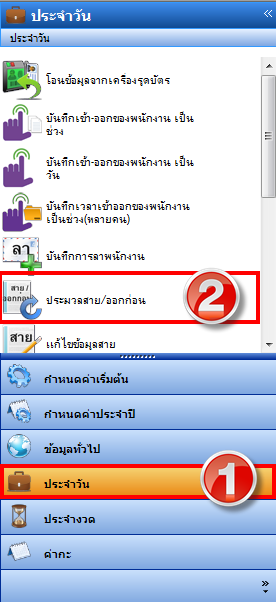 ประจำวัน
ประจำวัน
โอนข้อมูลจากเครื่องรูดบัตร
บันทึกเข้า-ออกของพนักงาน เป็น
ช่วง
บันทึกเข้า-ออกของพนักงาน เป็น
วัน
บันทึกเวลาเข้าออกของพนักงาน
เป็นช่วง(หลายคน)
ลา
บันทึกการลาพนักงาน
สาย/
ออกก่อน
ประมวลสาย/ออกก่อน
2
สาย
แก้ไขข้อมูลสาย
กำหนดค่าเริ่มต้น
กำหนดค่าประจำปี
ข้อมูลทั่วไป
ประจำวัน
1
ประจำงวด
ค่ากะ